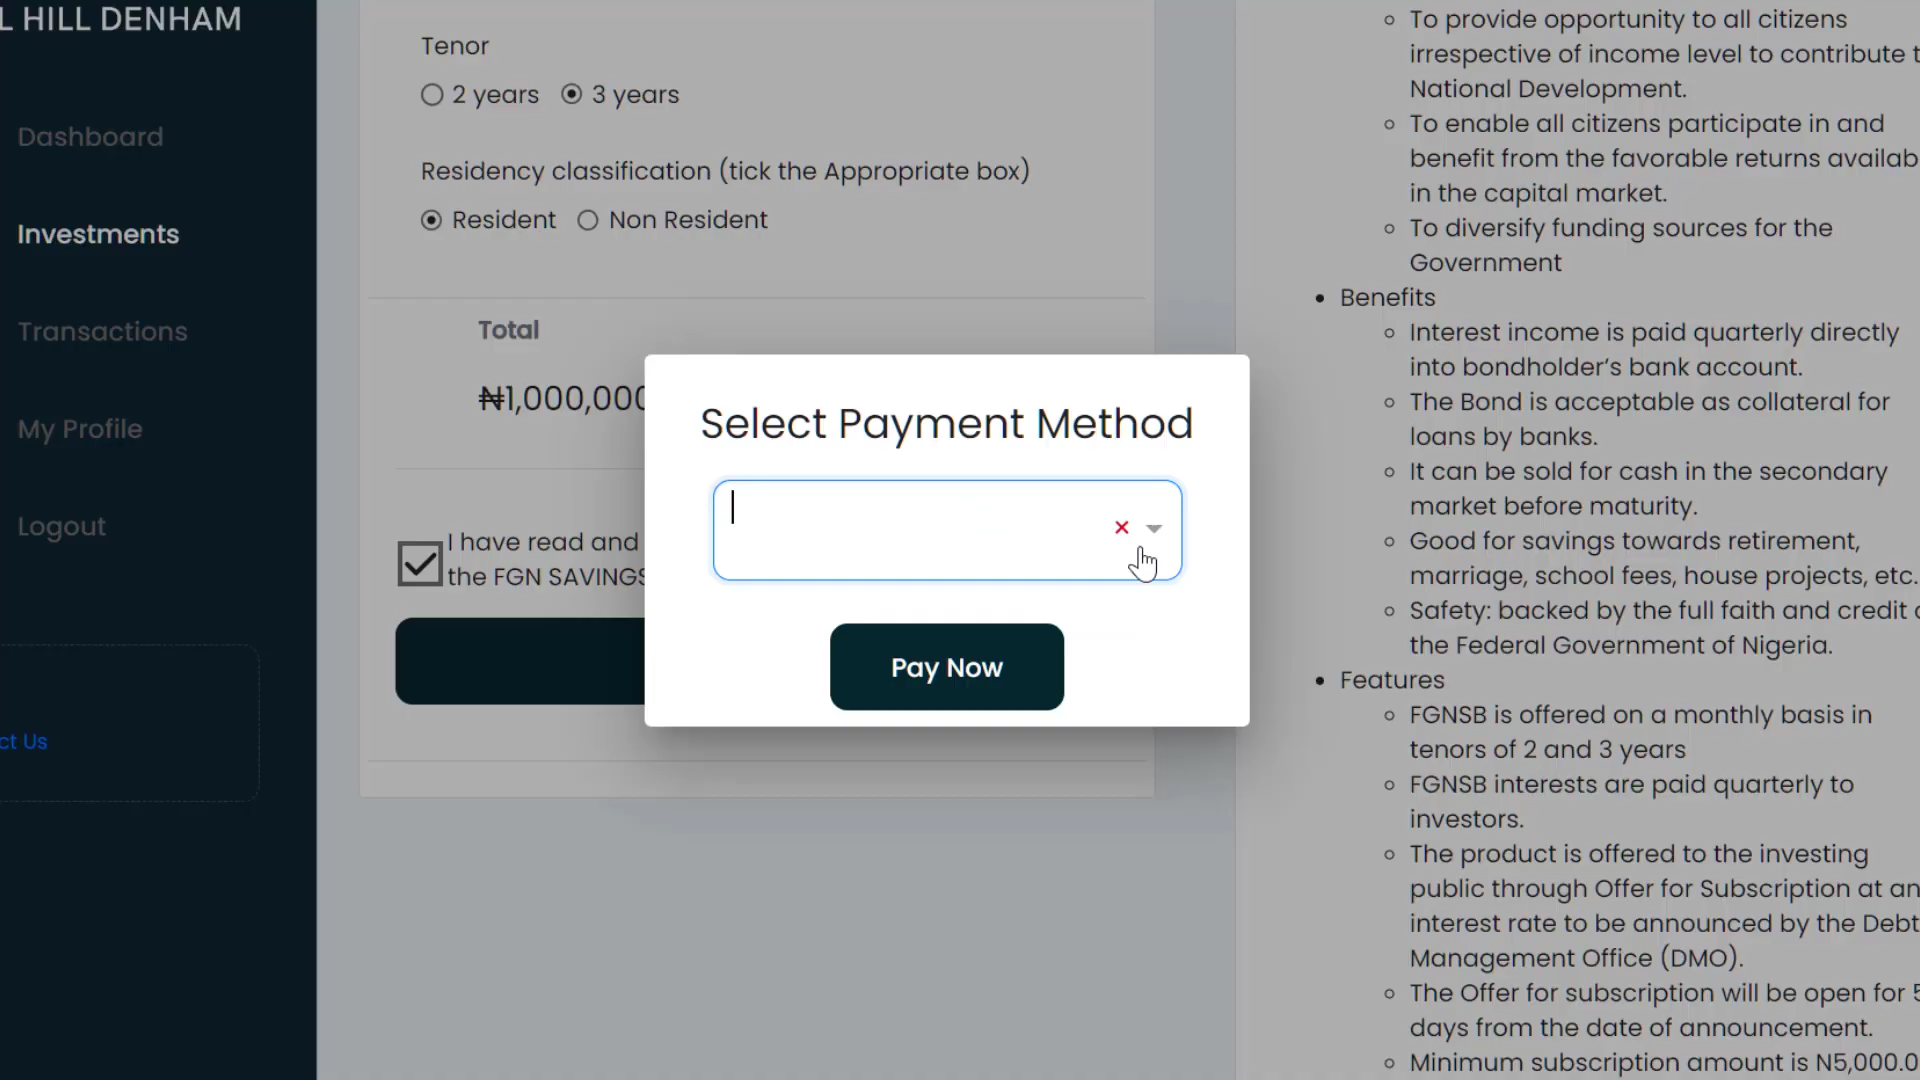 L HILL DENHAM
Dashboard
Investments
Transactions
My Profile
Logout
ct Us
Tenor
2 years 3 years
Residency classification (tick the Appropriate box)
Resident Non Resident
Total
₦1,000,000
I have read and
the FGN SAVINGS
Select Payment Method
Pay Now
To provide opportunity to all citizens
irrespective of income level to contribute t
National Development.
To enable all citizens participate in and
benefit from the favorable returns availab
in the capital market.
To diversify funding sources for the
Government
Benefits
Interest income is paid quarterly directly
into bondholder's bank account.
The Bond is acceptable as collateral for
loans by banks.
It can be sold for cash in the secondary
market before maturity.
Good for savings towards retirement,
marriage, school fees, house projects, etc.
Safety: backed by the full faith and credit o
the Federal Government of Nigeria.
Features
FGNSB is offered on a monthly basis in
tenors of 2 and 3 years
FGNSB interests are paid quarterly to
investors.
The product is offered to the investing
public through Offer for Subscription at an
interest rate to be announced by the Debt
Management Office (DMO).
The Offer for subscription will be open for 5
days from the date of announcement.
Minimum subscription amount is N5,000.0